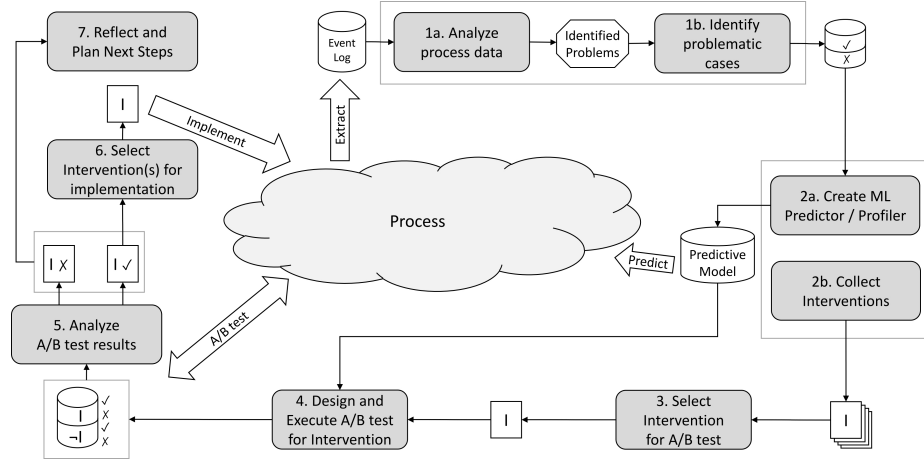 7. Reflect and
Plan Next Steps
Event
Log
1a. Analyze
process data
Identified
Problems
1b. Identify
problematic
cases
✓
✗
I
Implement
Extract
6. Select
Intervention(s) for
implementation
Process
2a. Create ML
Predictor / Profiler
Predict
Predictive
Model
2b. Collect
Interventions
I ✗
I ✓
5. Analyze
A/B test results
A/B test
I
¬I
✓
✗
✓
✗
4. Design and
Execute A/B test
for Intervention
I
3. Select
Intervention
for A/B test
I